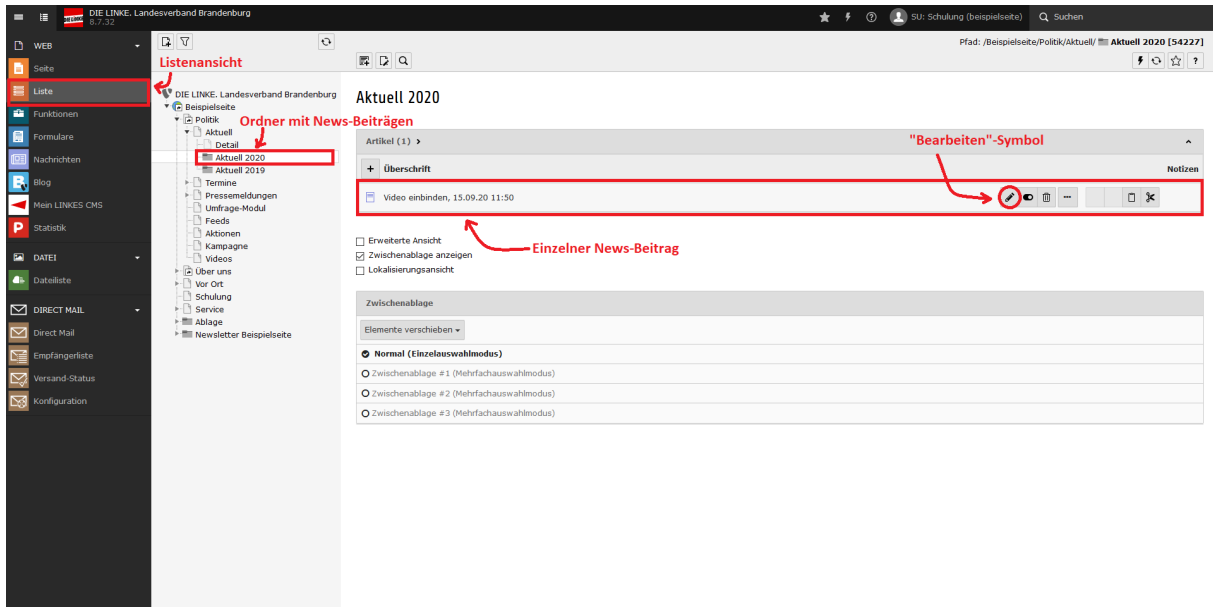 DIE LINKE. Landesverband Brandenburg
8.7.32
SU: Schulung (beispielseite)
Suchen
WEB
Seite
Liste
Funktionen
Formulare
Nachrichten
Blog
Mein LINKES CMS
Statistik
DATEI
Dateiliste
DIRECT MAIL
Direct Mail
Empfängerliste
Versand-Status
Konfiguration
Listenansicht
DIE LINKE. Landesverband Brandenburg
Beispielseite
Politik
Ordner mit News-Beiträgen
Aktuell
Detail
Aktuell 2020
Aktuell 2019
Termine
Pressemeldungen
Umfrage-Modul
Feeds
Aktionen
Kampagne
Videos
Über uns
Vor Ort
Schulung
Service
Ablage
Newsletter Beispielseite
Pfad: /Beispielseite/Politik/Aktuell/ Aktuell 2020 [54227]
Aktuell 2020
Artikel (1)
"Bearbeiten"-Symbol
Überschrift
Notizen
Video einbinden, 15.09.20 11:50
Einzelner News-Beitrag
Erweiterte Ansicht
Zwischenablage anzeigen
Lokalisierungsansicht
Zwischenablage
Elemente verschieben
Normal (Einzelauswahlmodus)
Zwischenablage #1 (Mehrfachauswahlmodus)
Zwischenablage #2 (Mehrfachauswahlmodus)
Zwischenablage #3 (Mehrfachauswahlmodus)